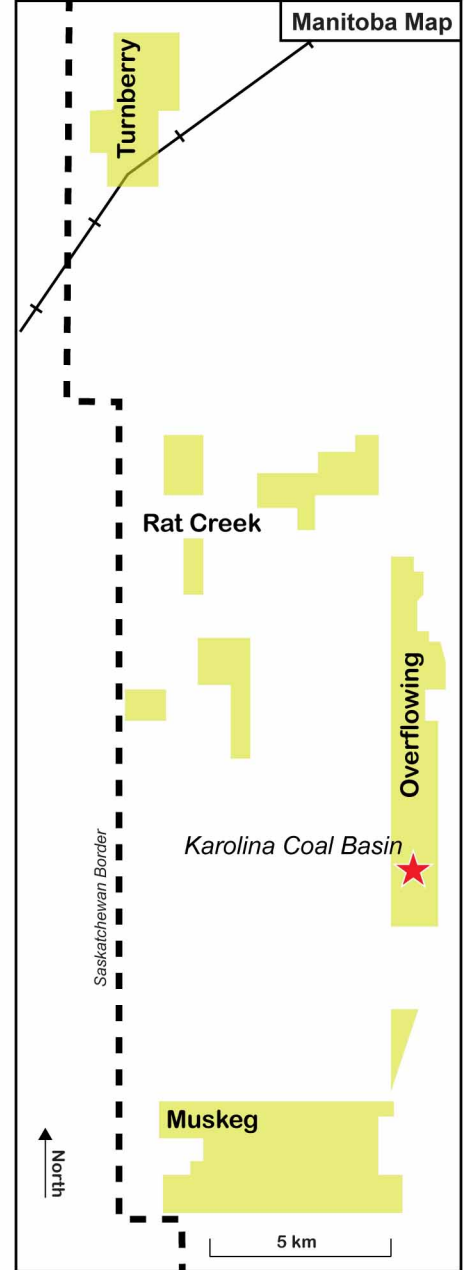 Manitoba Map
Turnberry
Rat Creek
Overflowing
Karolina Coal Basin
Saskatchewan Border
Muskeg
North
5 km